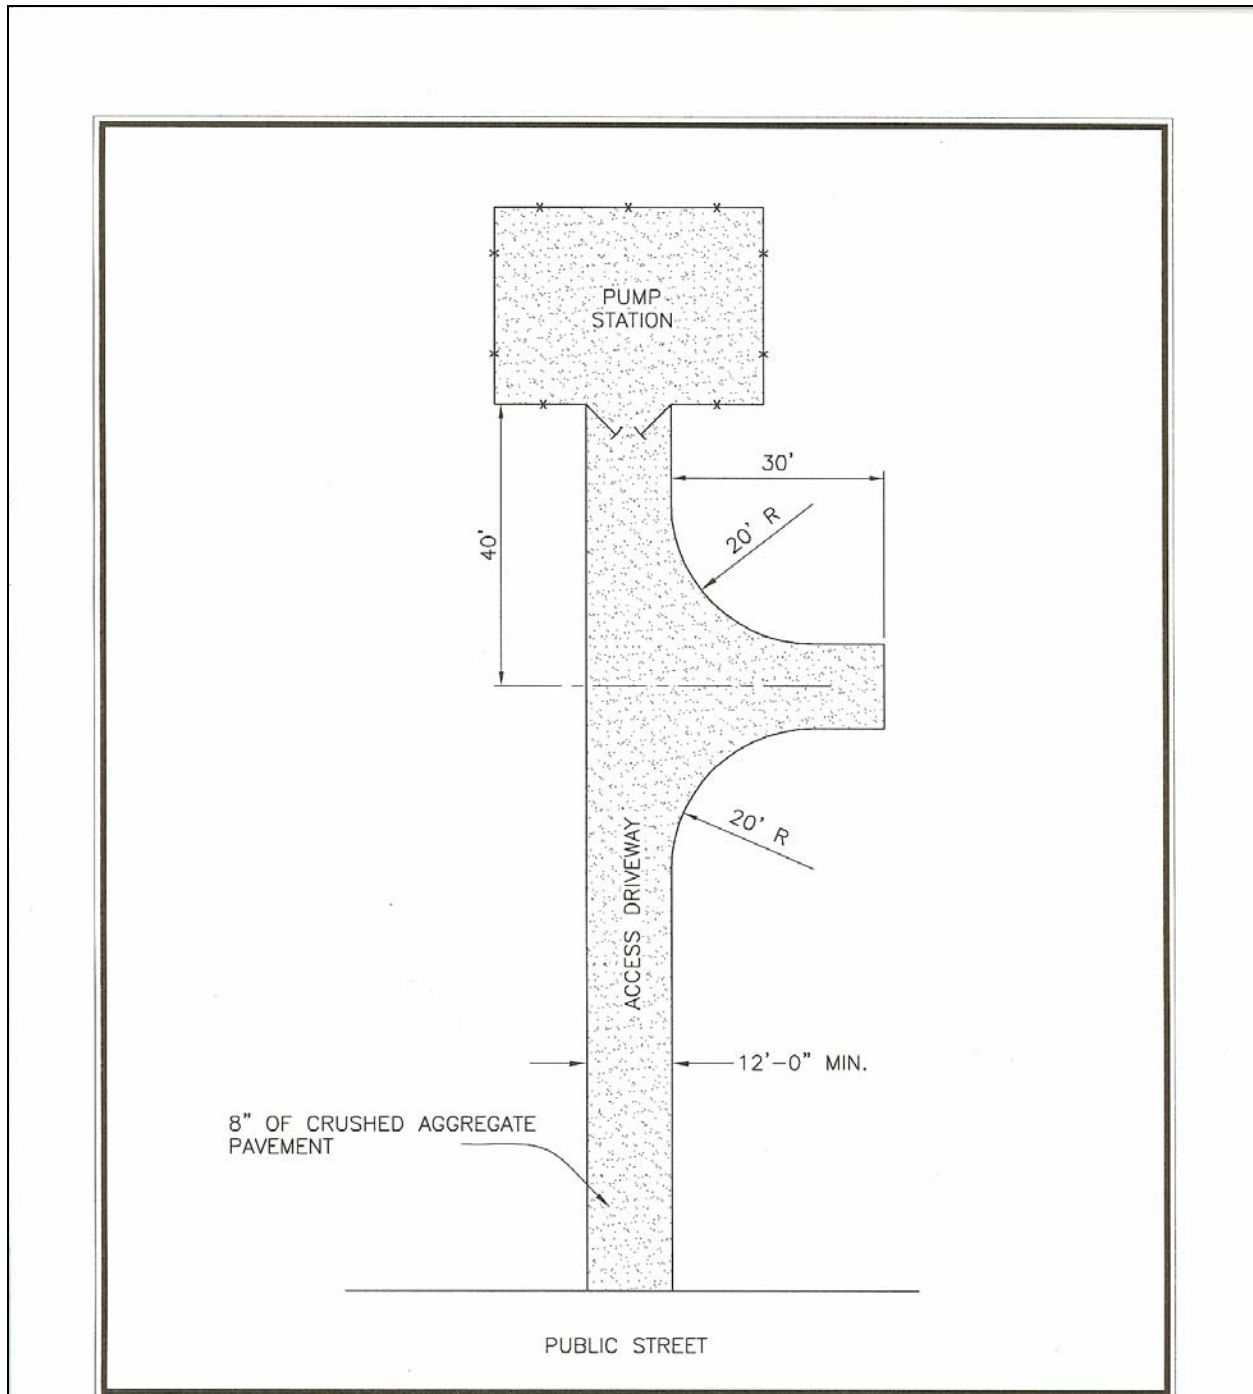 PUMP
STATION
30'
20' R
40'
20' R
ACCESS DRIVEWAY
12'-0" MIN.
8" OF CRUSHED AGGREGATE
PAVEMENT
PUBLIC STREET